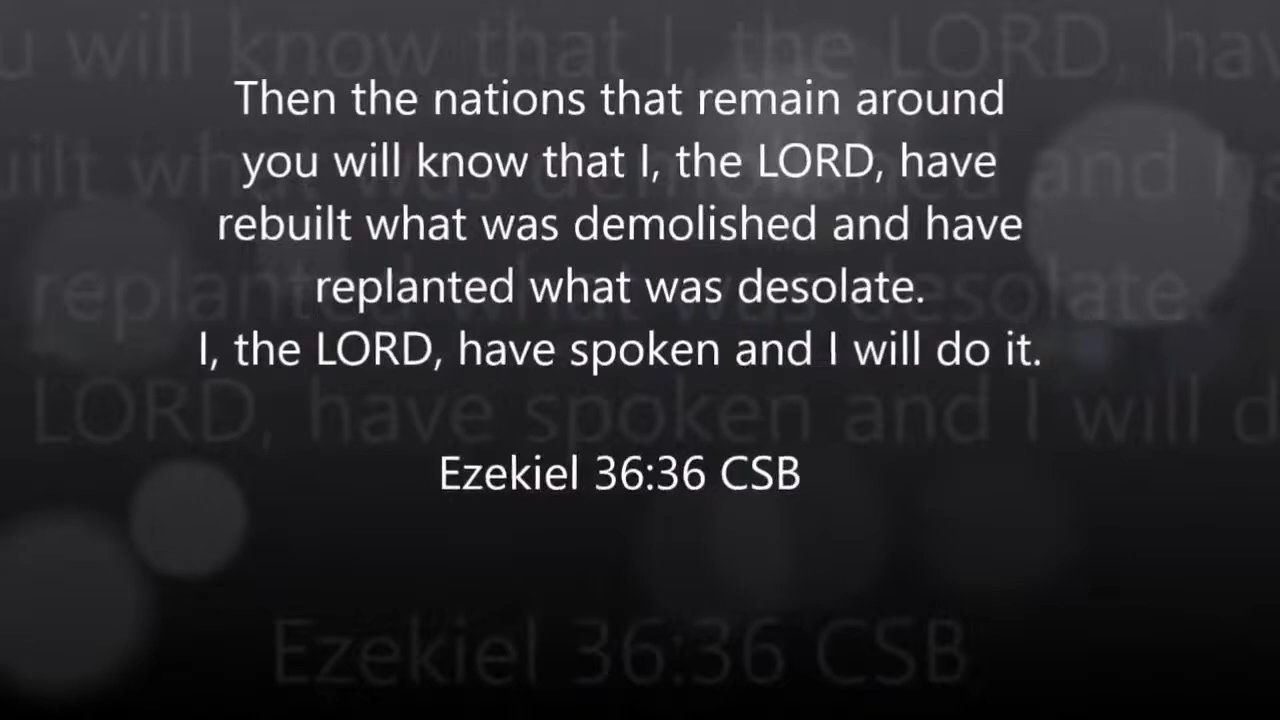 Then the nations that remain around
you will know that I, the LORD, have
rebuilt what was demolished and have
replanted what was desolate.
I, the LORD, have spoken and I will do it.
Ezekiel 36:36 CSB